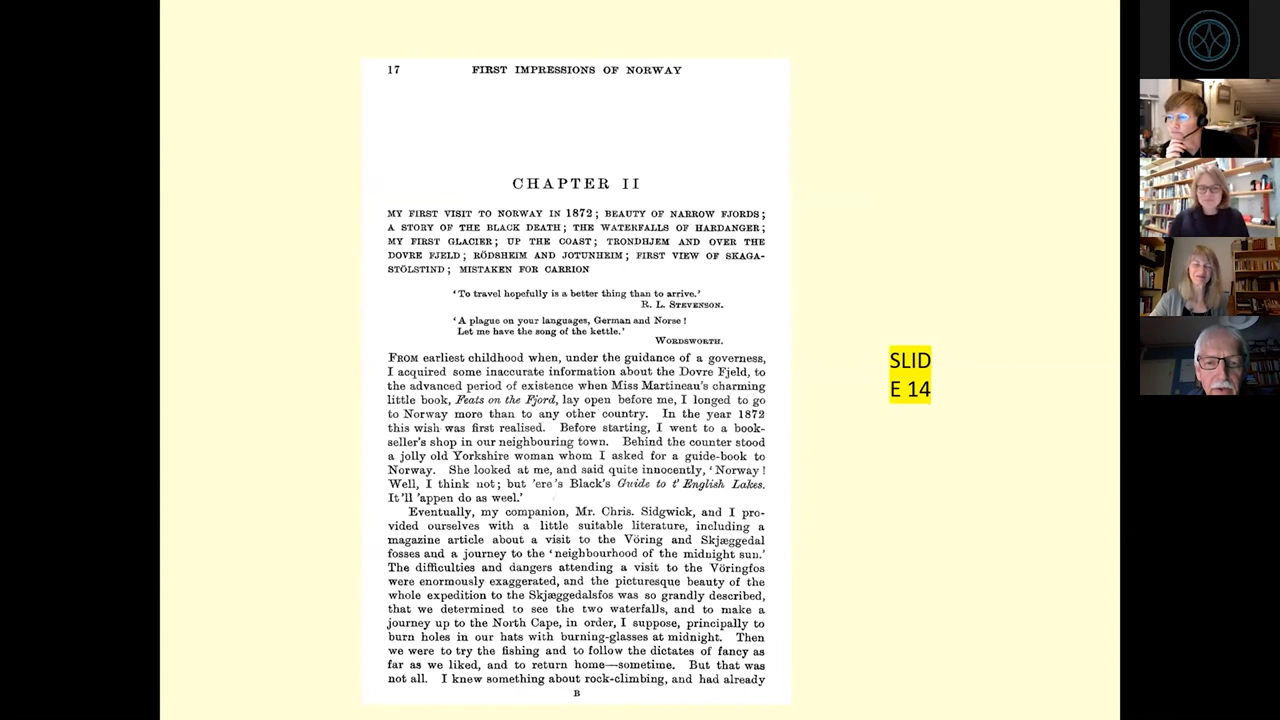 17 FIRST IMPRESSIONS OF NORWAY
CHAPTER II
MY FIRST VISIT TO NORWAY IN 1872; BEAUTY OF NARROW FJORDS;
A STORY OF THE BLACK DEATH; THE WATERFALLS OF HARDANGER;
MY FIRST GLACIER; UP THE COAST; TRONDHJEM AND OVER THE
DOVRE FJELD; RÖDSHEIM AND JOTUNHEIM; FIRST VIEW OF SKAGA-
STÖLSTIND; MISTAKEN FOR CARRION
'To travel hopefully is a better thing than to arrive.'
R. L. STEVENSON.
'A plague on your languages, German and Norse!
Let me have the song of the kettle.'
WORDSWORTH.
FROM earliest childhood when, under the guidance of a governess,
I acquired some inaccurate information about the Dovre Fjeld, to
the advanced period of existence when Miss Martineau's charming
little book, Feats on the Fjord, lay open before me, I longed to go
to Norway more than to any other country. In the year 1872
this wish was first realised. Before starting, I went to a book-
seller's shop in our neighbouring town. Behind the counter stood
a jolly old Yorkshire woman whom I asked for a guide-book to
Norway. She looked at me, and said quite innocently, 'Norway!
Well, I think not; but 'ere's Black's Guide to t' English Lakes.
It'll 'appen do as weel.'
Eventually, my companion, Mr. Chris. Sidgwick, and I pro-
vided ourselves with a little suitable literature, including a
magazine article about a visit to the Vöring and Skjæggedal
fosses and a journey to the 'neighbourhood of the midnight sun.'
The difficulties and dangers attending a visit to the Vöringfos
were enormously exaggerated, and the picturesque beauty of the
whole expedition to the Skjæggedalsfos was so grandly described,
that we determined to see the two waterfalls, and to make a
journey up to the North Cape, in order, I suppose, principally to
burn holes in our hats with burning-glasses at midnight. Then
we were to try the fishing and to follow the dictates of fancy as
far as we liked, and to return home—sometime. But that was
not all. I knew something about rock-climbing, and had already
B
SLID
E 14